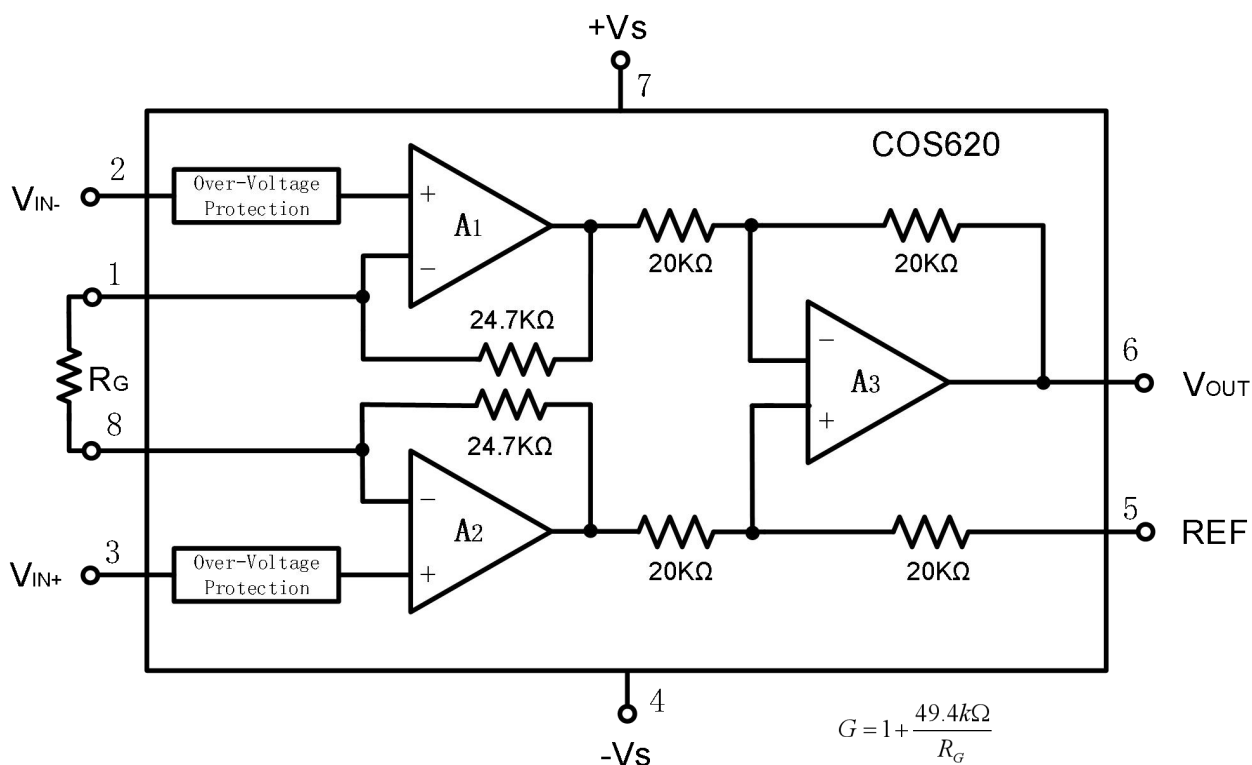 +Vs
7
COS620
2
Over-Voltage
Protection
VIN-
+
A1
−
20KΩ
20KΩ
1
24.7KΩ
RG
−
A3
+
6
VOUT
8
24.7KΩ
−
A2
+
20KΩ
20KΩ
5
REF
3
Over-Voltage
Protection
VIN+
4
-Vs
G = 1 + 49.4kΩ / RG